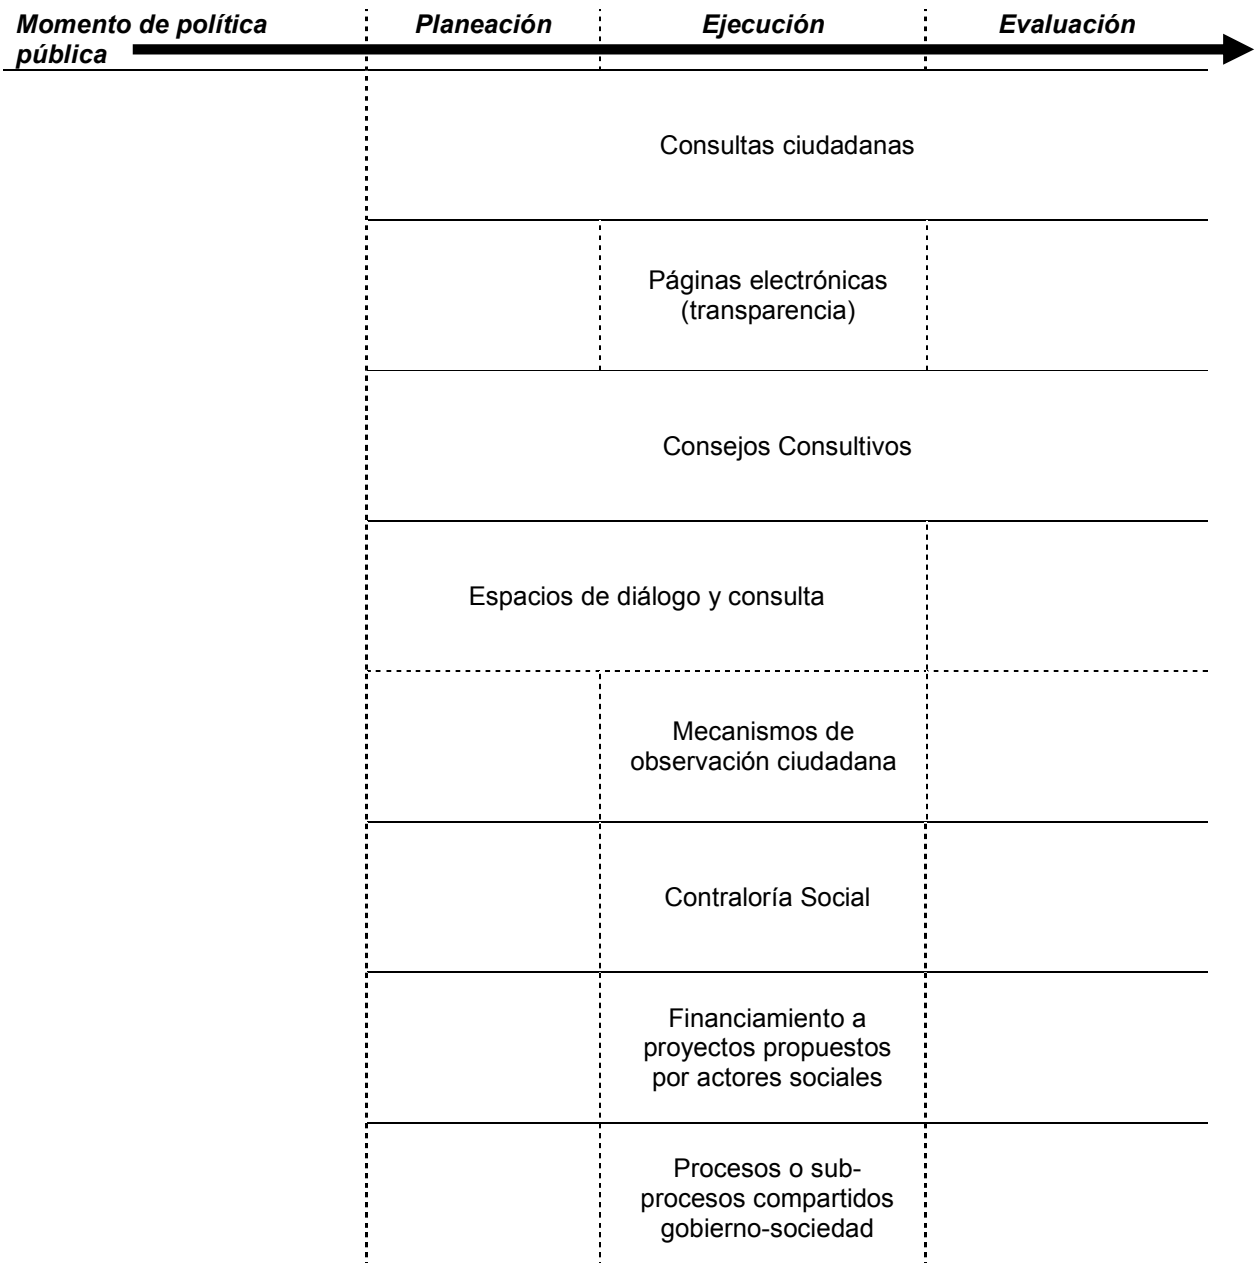 Momento de política
pública
Planeación
Ejecución
Evaluación
Consultas ciudadanas
Páginas electrónicas
(transparencia)
Consejos Consultivos
Espacios de diálogo y consulta
Mecanismos de
observación ciudadana
Contraloría Social
Financiamiento a
proyectos propuestos
por actores sociales
Procesos o sub-
procesos compartidos
gobierno-sociedad